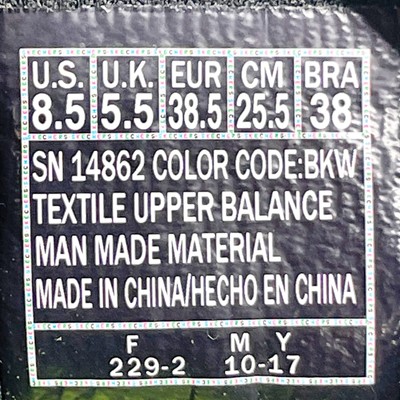 U.S. U.K. EUR CM BRA
8.5 5.5 38.5 25.5 38
SN 14862 COLOR CODE:BKW
TEXTILE UPPER BALANCE
MAN MADE MATERIAL
MADE IN CHINA/HECHO EN CHINA
F M Y
229-2 10-17